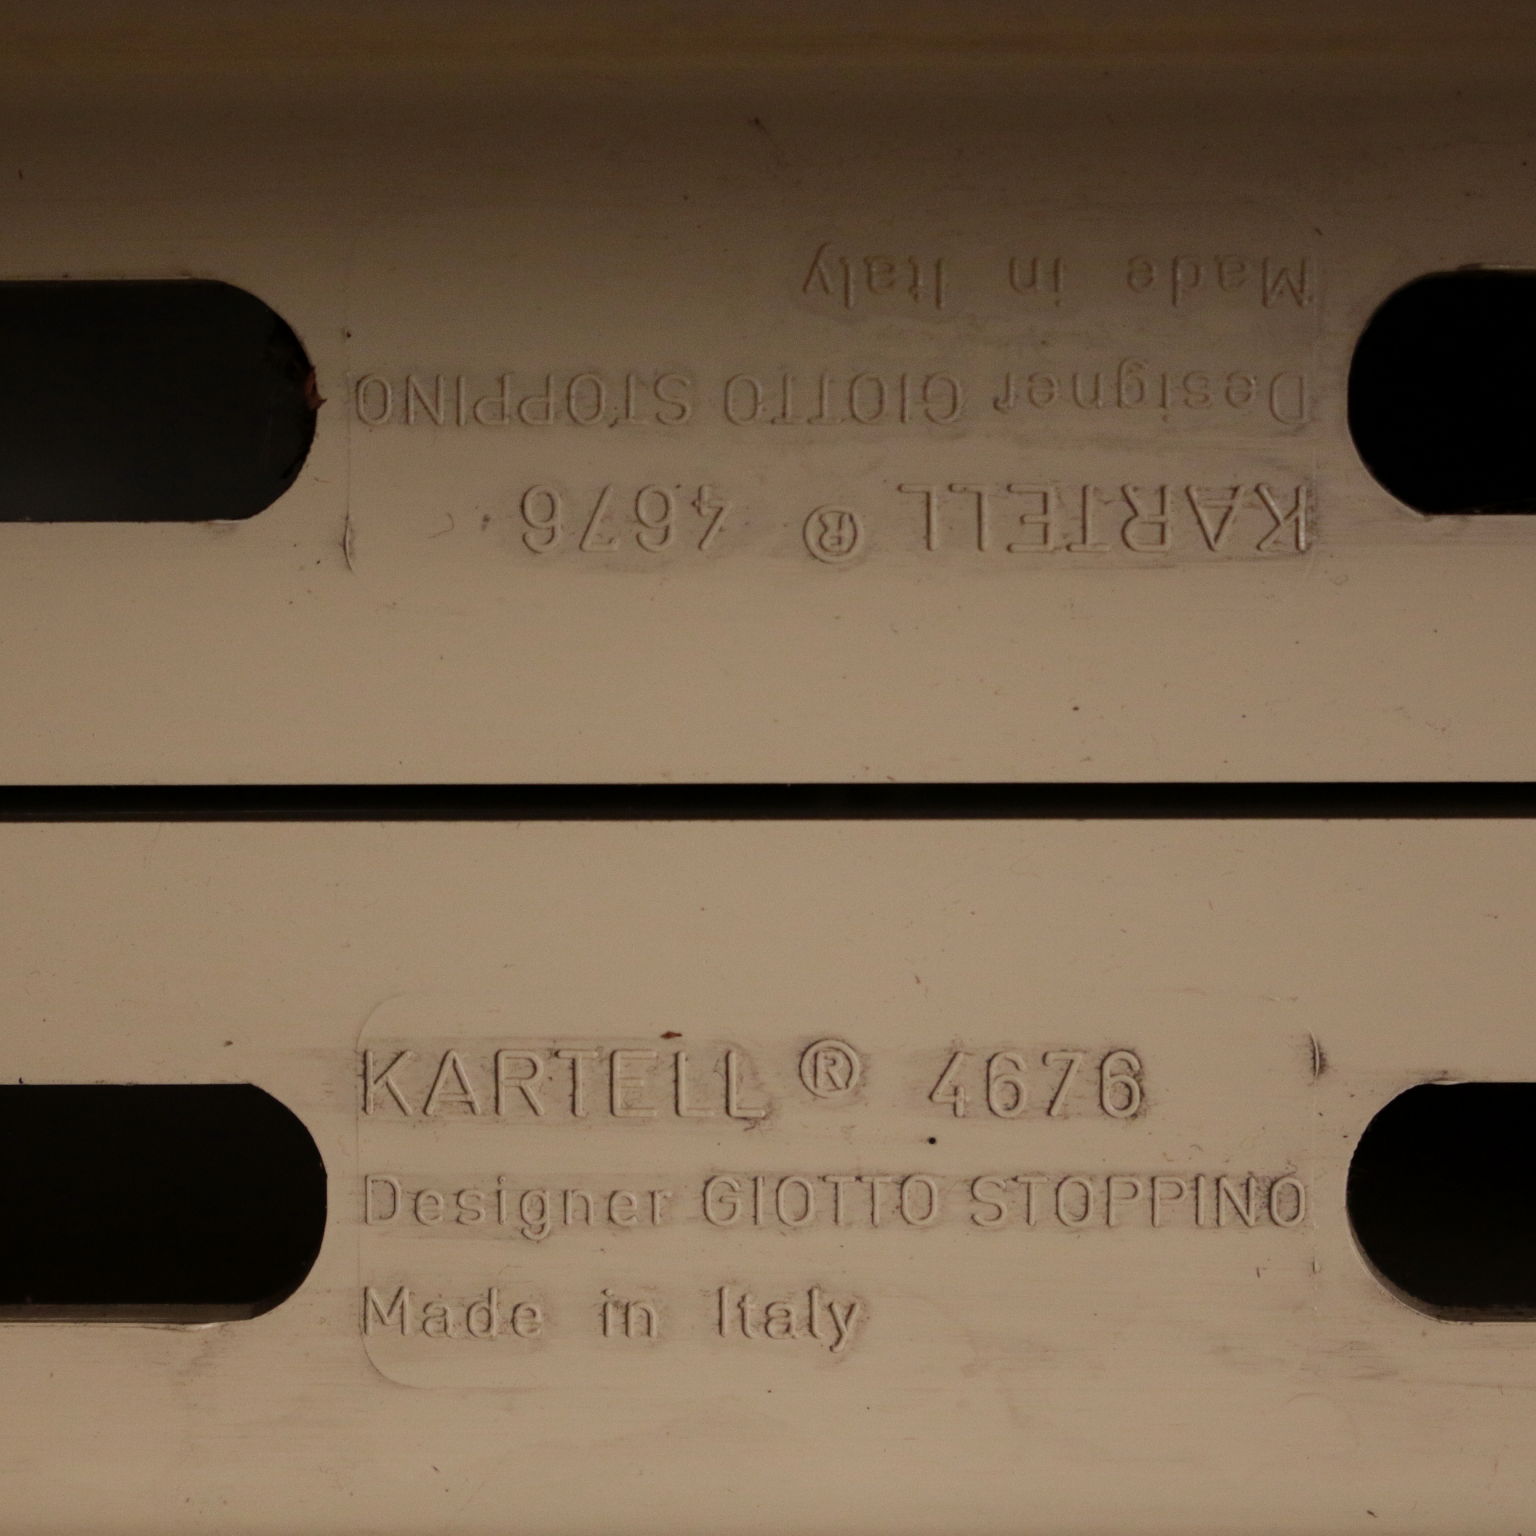 Made in Italy
Designer GIOTTO STOPPINO
KARTELL ® 4676
KARTELL ® 4676
Designer GIOTTO STOPPINO
Made in Italy